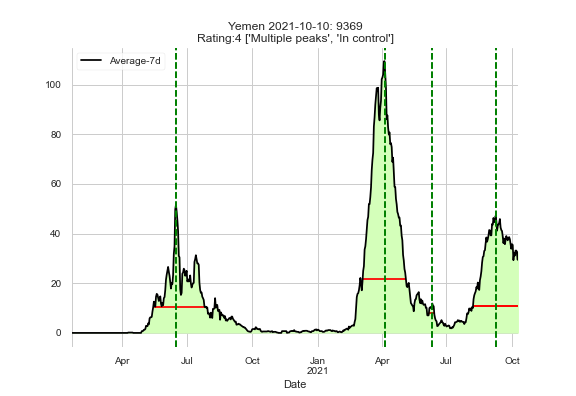 Yemen 2021-10-10: 9369
Rating:4 ['Multiple peaks', 'In control']
Average-7d
100
80
60
40
20
0
Apr
Jul
Oct
Jan
2021
Apr
Jul
Oct
Date